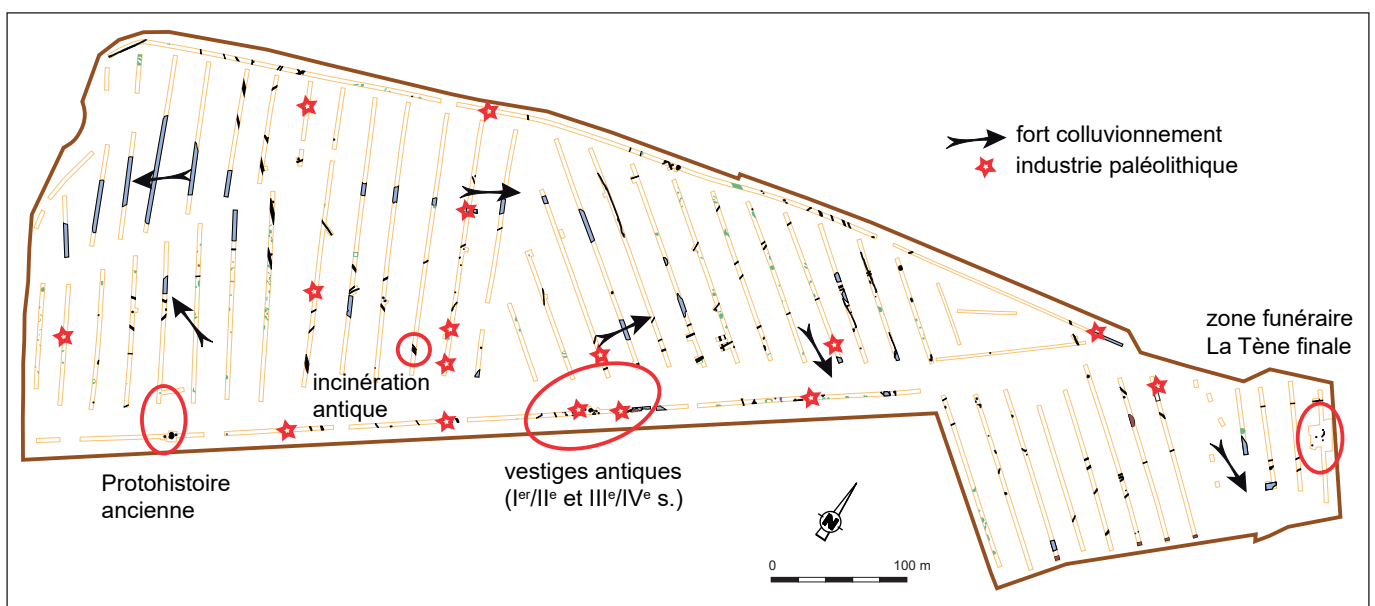 fort colluvionnement
industrie paléolithique
zone funéraire
La Tène finale
incinération
antique
vestiges antiques
(Iᵉʳ/IIᵉ et IIIᵉ/IVᵉ s.)
Protohistoire
ancienne
N
0 100 m